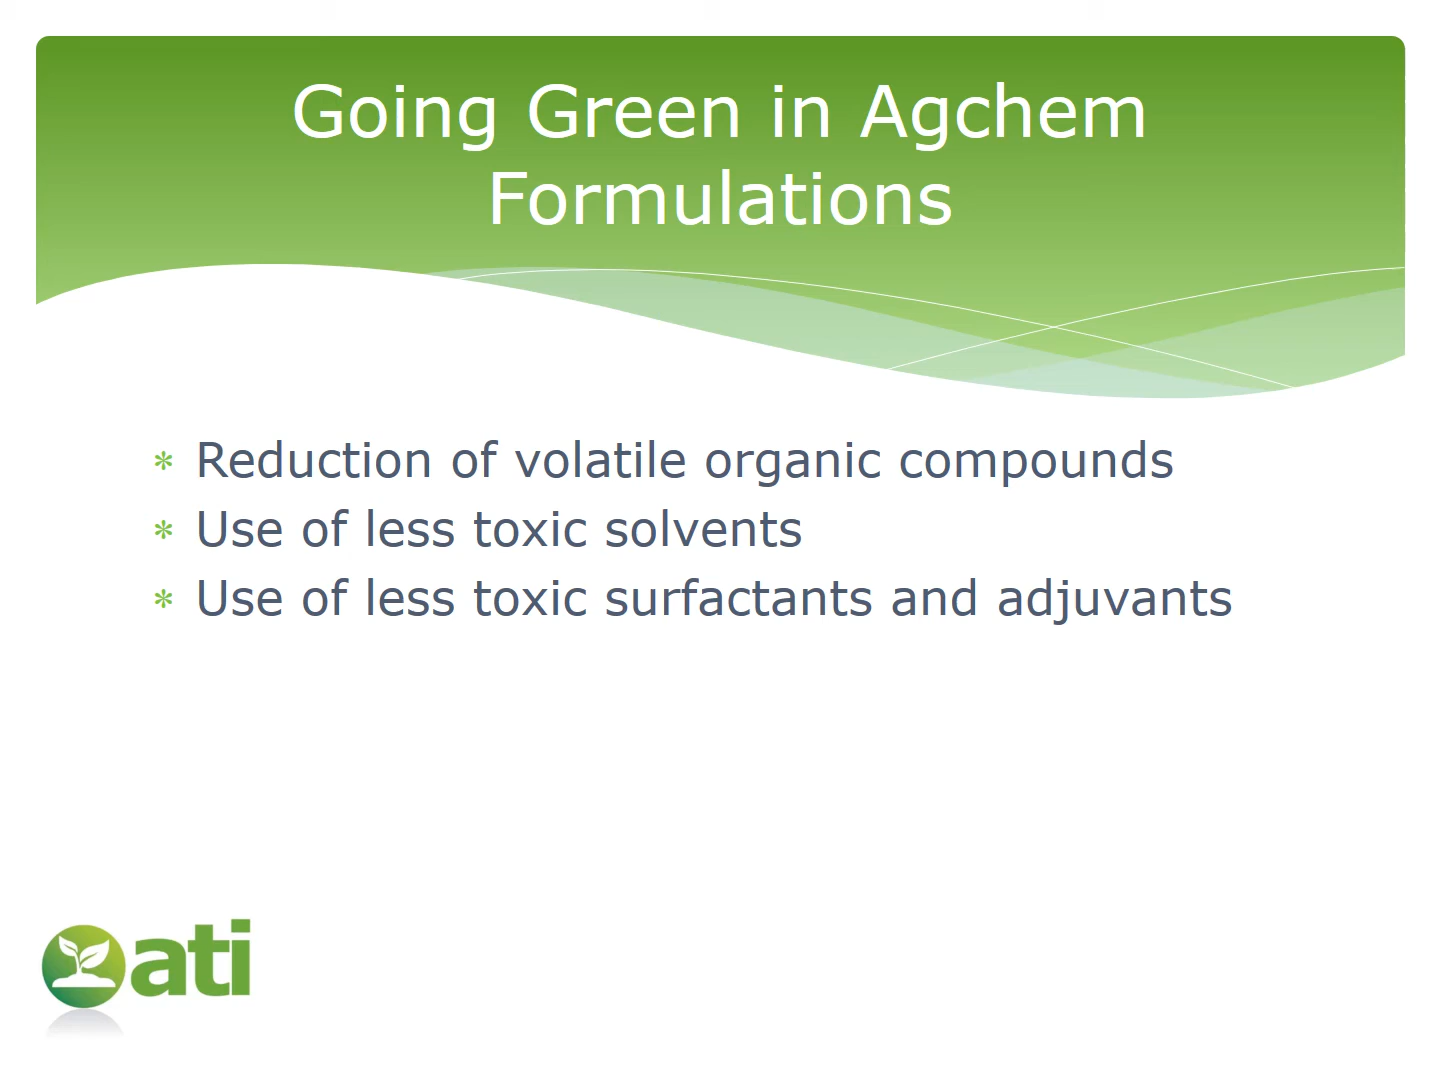 Going Green in Agchem
Formulations
* Reduction of volatile organic compounds
* Use of less toxic solvents
* Use of less toxic surfactants and adjuvants
ati